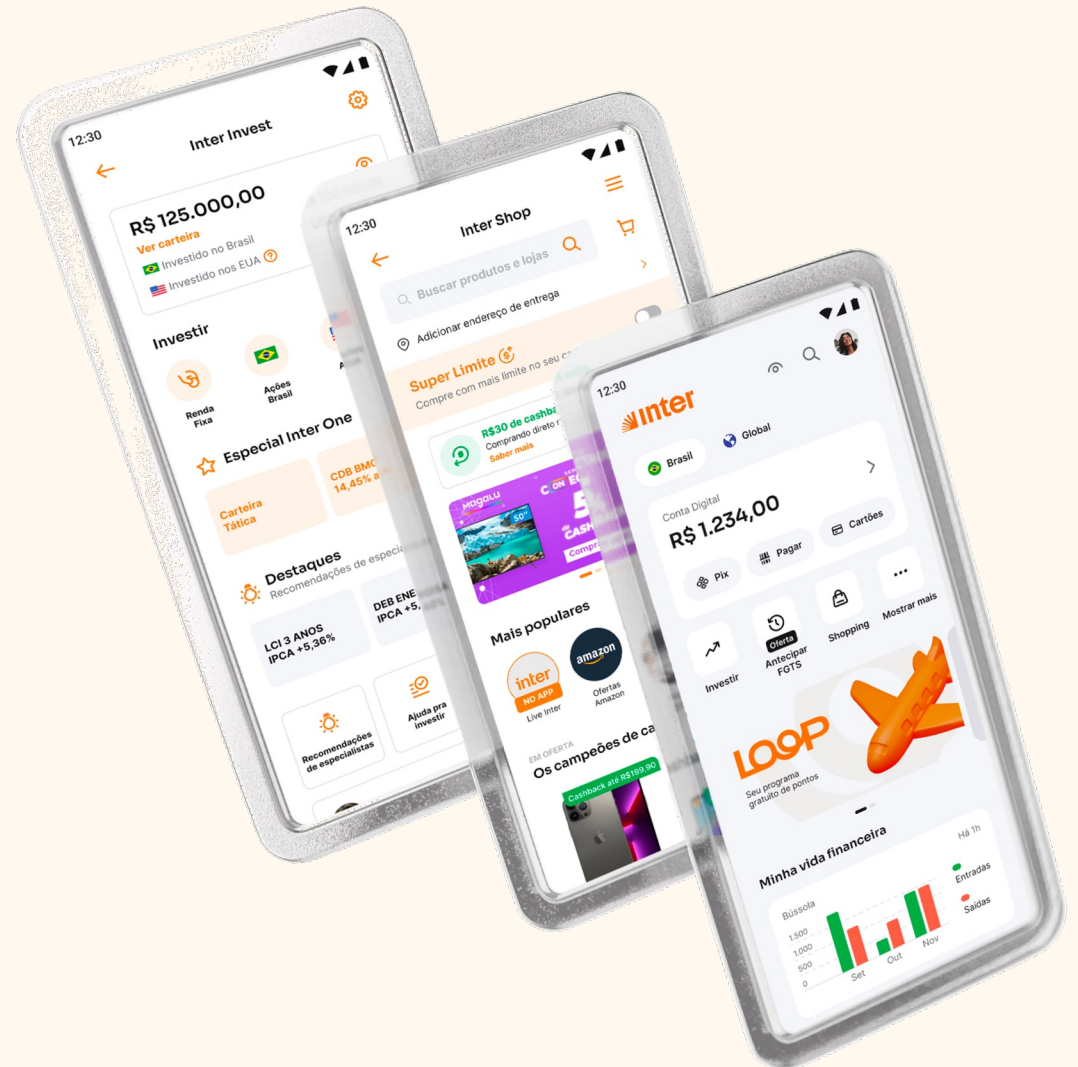 12:30
Inter Invest
R$ 125.000,00
Ver carteira
Investido no Brasil
Investido nos EUA
Investir
Renda
Fixa
Ações
Brasil
Especial Inter One
Carteira
Tática
CDB BMG
14,45% a
Destaques
Recomendações de especia
LCI 3 ANOS
IPCA +5,36%
DEB ENE
IPCA +5,
Recomendações
de especialistas
Ajuda pra
investir
12:30
Inter Shop
Buscar produtos e lojas
Adicionar endereço de entrega
Super Limite
Compre com mais limite no seu
R$30 de cashba
Comprando direto
Saber mais
Magalu
50"
CASH
Compr
Mais populares
inter
NO APP
Live Inter
amazon
Ofertas
Amazon
EM OFERTA
Os campeões de ca
Cashback até R$199,90
12:30
inter
Brasil
Global
Conta Digital
R$ 1.234,00
Pix
Pagar
Cartões
Investir
Oferta
Antecipar
FGTS
Shopping
Mostrar mais
LOOP
Seu programa
gratuito de pontos
Minha vida financeira
Há 1h
Bússola
1.500
1.000
500
0
Set
Out
Nov
Entradas
Saídas